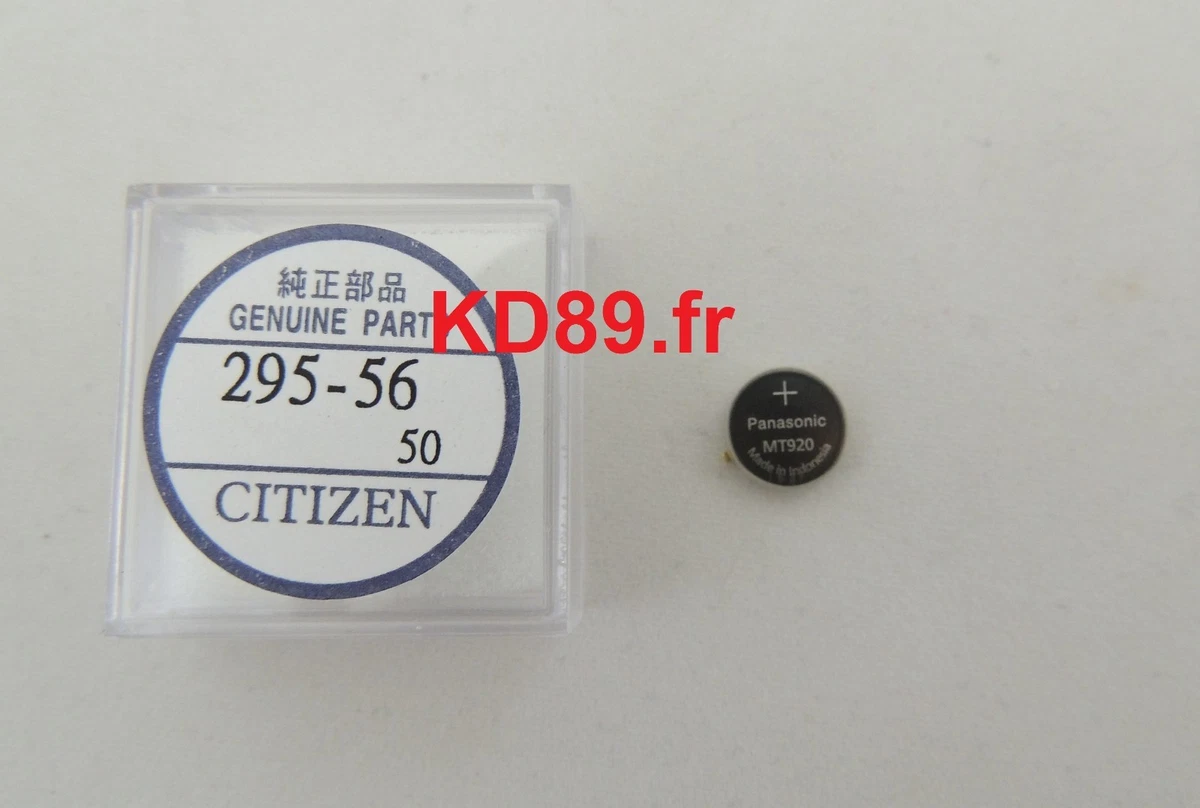 純正部品
GENUINE PART
295-56
50
CITIZEN
KD89.fr
+
Panasonic
MT920
Made in Indonesia